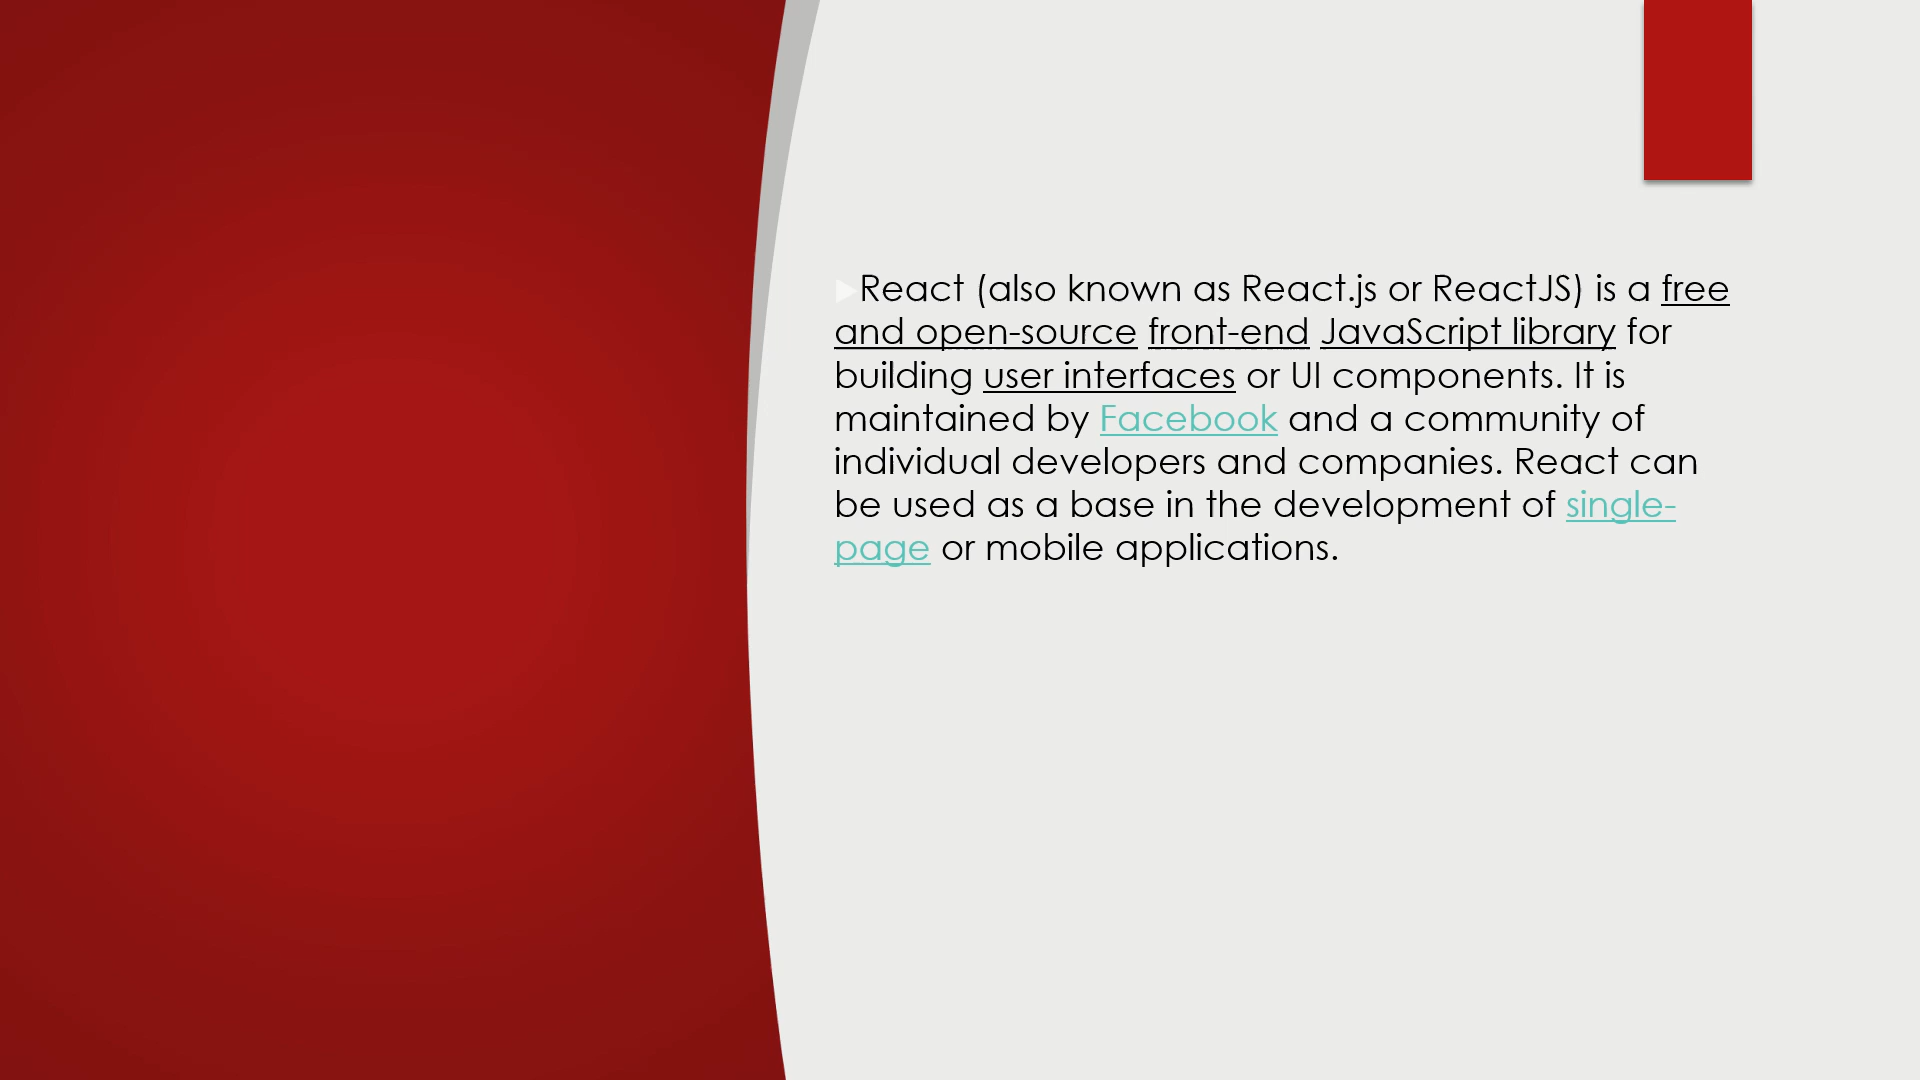 React (also known as React.js or ReactJS) is a free
and open-source front-end JavaScript library for
building user interfaces or UI components. It is
maintained by Facebook and a community of
individual developers and companies. React can
be used as a base in the development of single-
page or mobile applications.